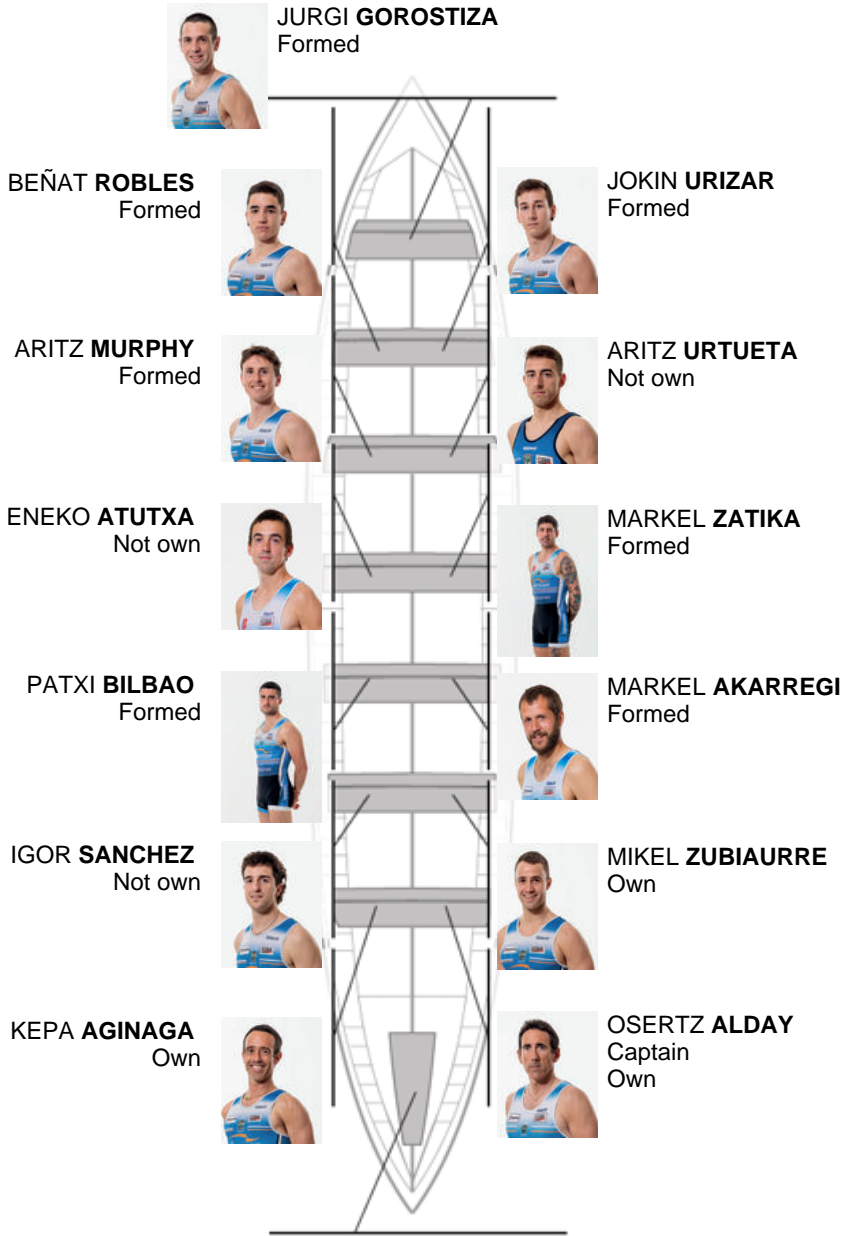 JURGI GOROSTIZA
Formed
BEÑAT ROBLES
Formed
JOKIN URIZAR
Formed
ARITZ MURPHY
Formed
ARITZ URTUETA
Not own
ENEKO ATUTXA
Not own
MARKEL ZATIKA
Formed
PATXI BILBAO
Formed
MARKEL AKARREGI
Formed
IGOR SANCHEZ
Not own
MIKEL ZUBIAURRE
Own
KEPA AGINAGA
Own
OSERTZ ALDAY
Captain
Own